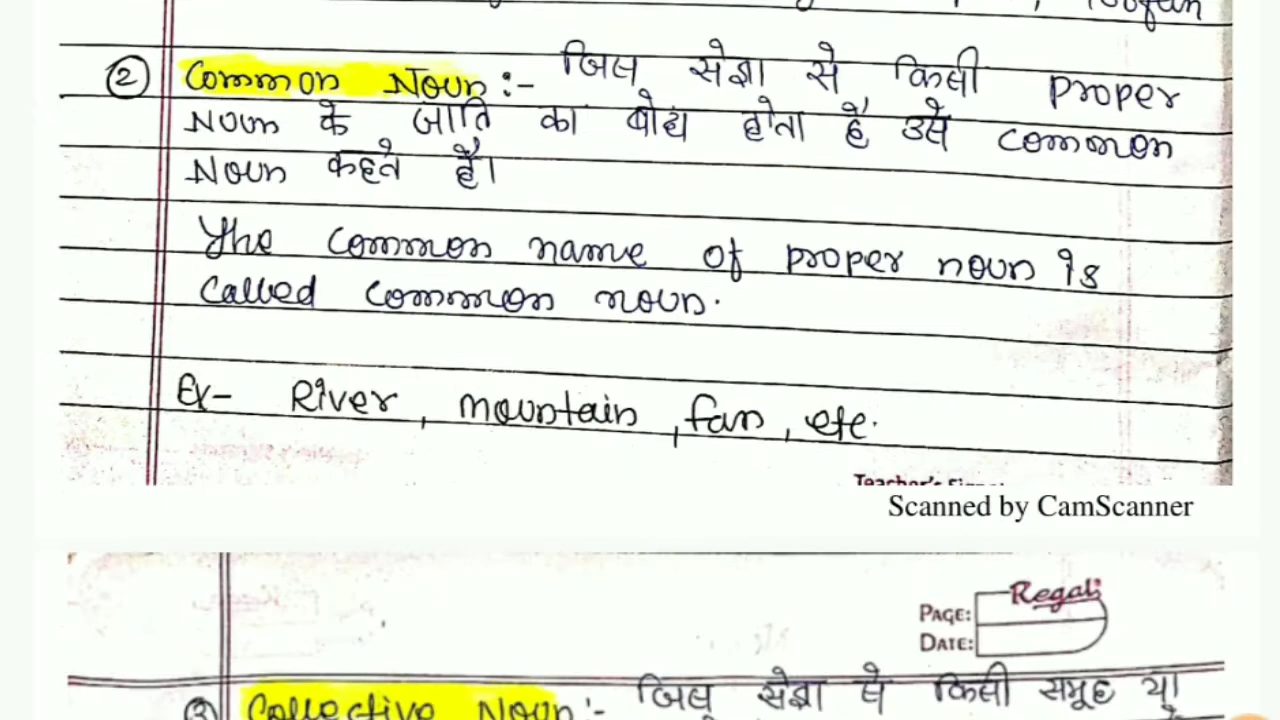 ② Common Noun :- जिस संज्ञा से किसी proper
Noun के जाति का बोध होता है उसे common
Noun कहते हैं।
The common name of proper noun is
called common noun.
Ex- River, mountain, fan, etc.
Scanned by CamScanner
Regal
PAGE:
DATE:
③ Collective Noun :- जिस संज्ञा से किसी समूह या